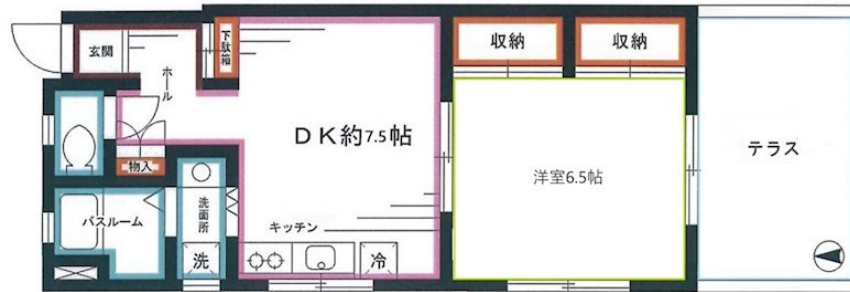 玄関
ホール
下駄箱
収納
収納
DK約7.5帖
洋室6.5帖
テラス
物入
バスルーム
洗面所
洗
キッチン
冷